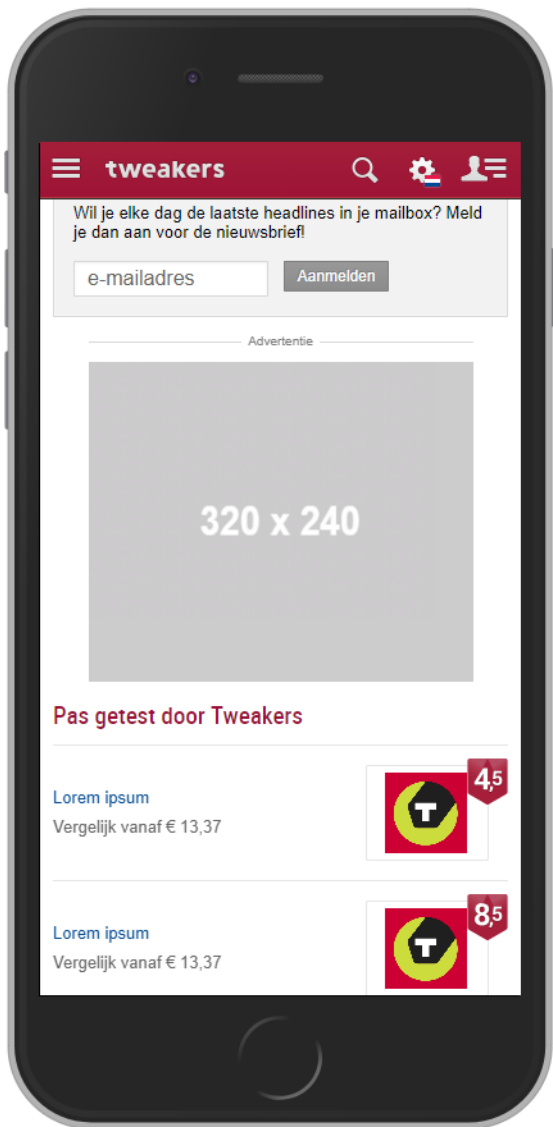 tweakers
Wil je elke dag de laatste headlines in je mailbox? Meld
je dan aan voor de nieuwsbrief!
e-mailadres Aanmelden
Advertentie
320 x 240
Pas getest door Tweakers
4,5
Lorem ipsum
Vergelijk vanaf € 13,37
T
8,5
Lorem ipsum
Vergelijk vanaf € 13,37
T